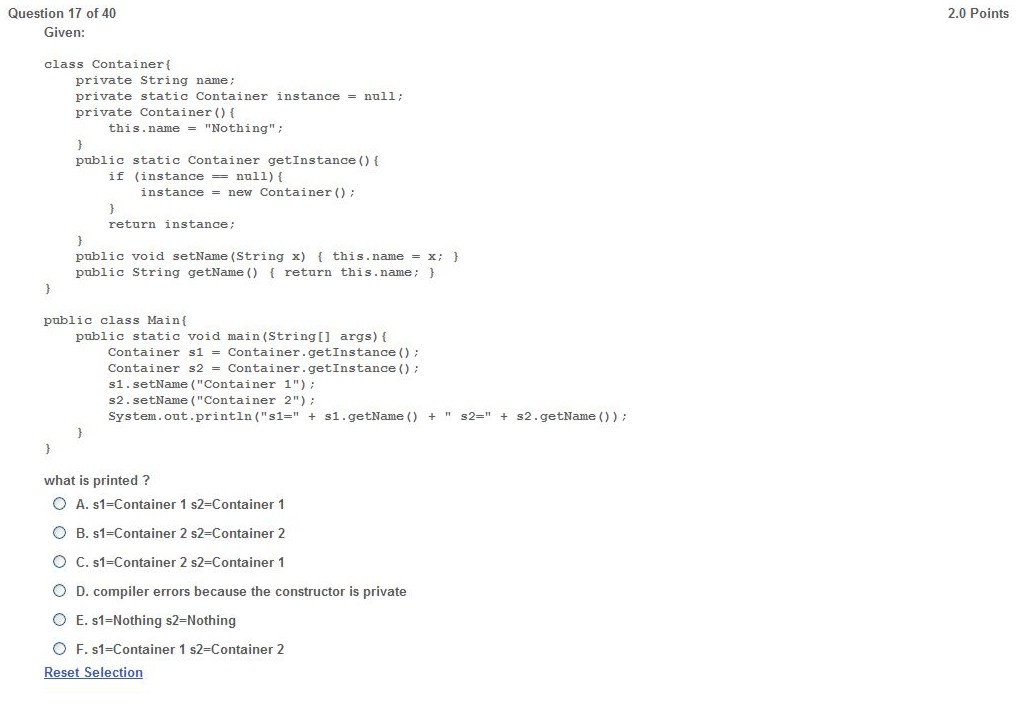 Question 17 of 40 2.0 Points
Given:
class Container{
    private String name;
    private static Container instance = null;
    private Container(){
        this.name = "Nothing";
    }
    public static Container getInstance(){
        if (instance == null){
            instance = new Container();
        }
        return instance;
    }
    public void setName(String x) { this.name = x; }
    public String getName() { return this.name; }
}
public class Main{
    public static void main(String[] args){
        Container s1 = Container.getInstance();
        Container s2 = Container.getInstance();
        s1.setName("Container 1");
        s2.setName("Container 2");
        System.out.println("s1=" + s1.getName() + " s2=" + s2.getName());
    }
}
what is printed ?
A. s1=Container 1 s2=Container 1
B. s1=Container 2 s2=Container 2
C. s1=Container 2 s2=Container 1
D. compiler errors because the constructor is private
E. s1=Nothing s2=Nothing
F. s1=Container 1 s2=Container 2
Reset Selection